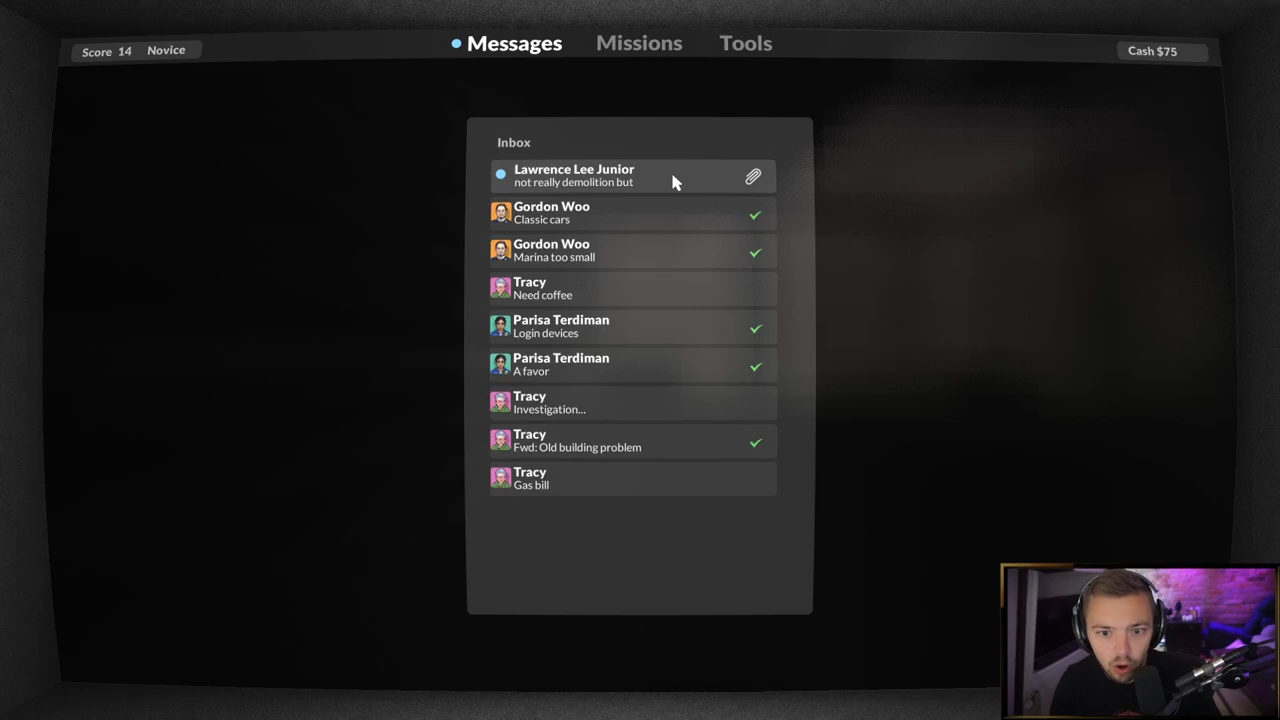 Score 14 Novice
Messages Missions Tools
Cash $75
Inbox
Lawrence Lee Junior
not really demolition but
Gordon Woo
Classic cars
Gordon Woo
Marina too small
Tracy
Need coffee
Parisa Terdiman
Login devices
Parisa Terdiman
A favor
Tracy
Investigation...
Tracy
Fwd: Old building problem
Tracy
Gas bill